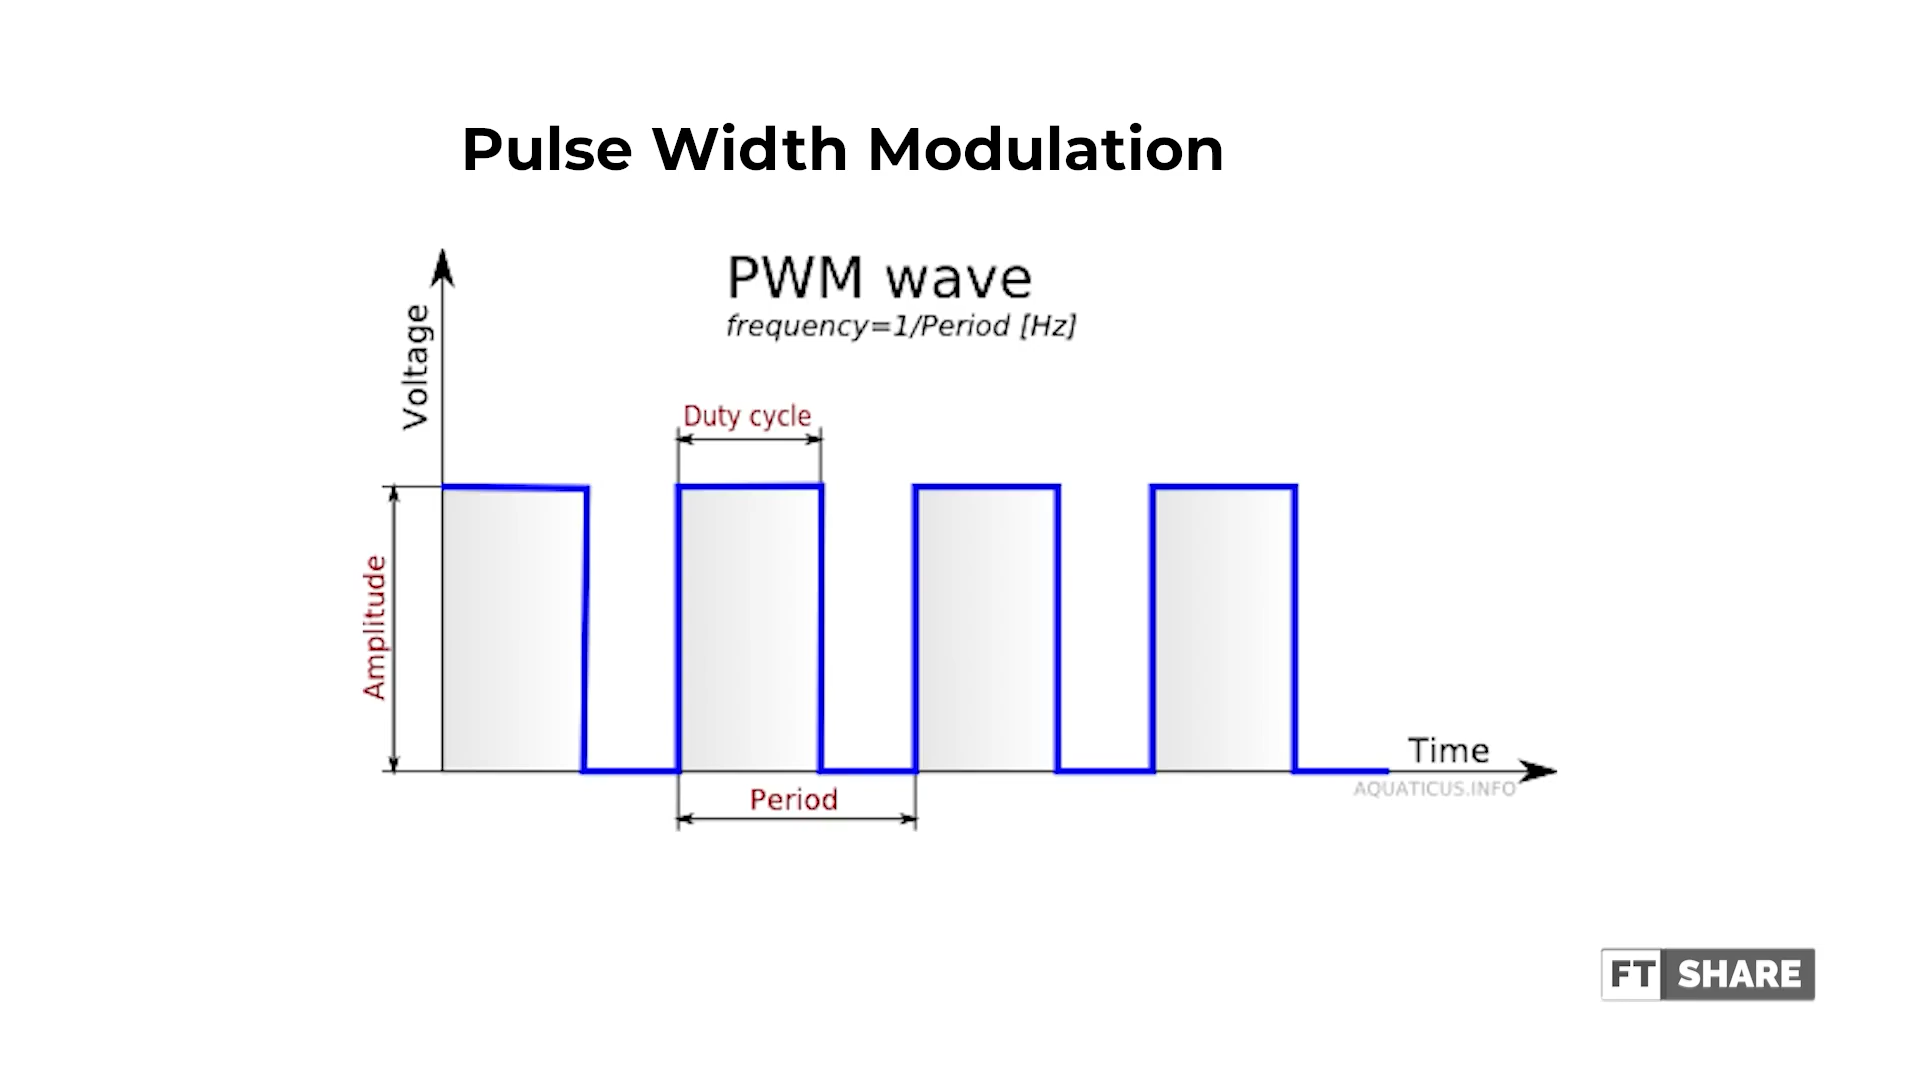 Pulse Width Modulation
PWM wave
frequency=1/Period [Hz]
Voltage
Duty cycle
Amplitude
Time
AQUATICUS.INFO
Period
FT SHARE